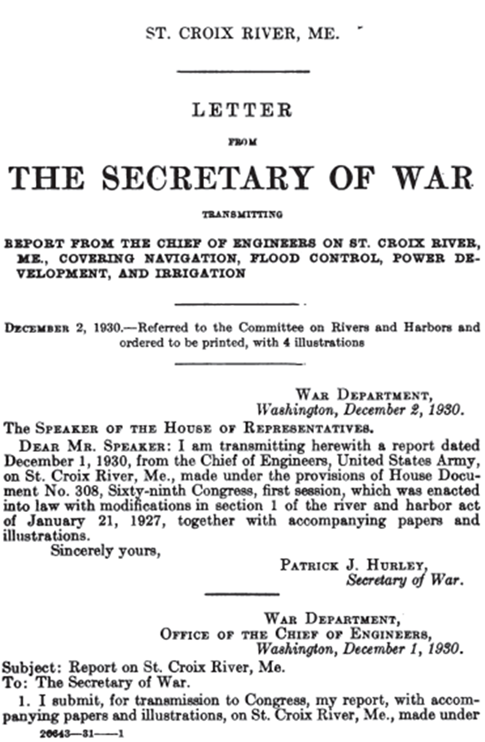 ST. CROIX RIVER, ME.
LETTER
FROM
THE SECRETARY OF WAR
TRANSMITTING
REPORT FROM THE CHIEF OF ENGINEERS ON ST. CROIX RIVER,
ME., COVERING NAVIGATION, FLOOD CONTROL, POWER DE-
VELOPMENT, AND IRRIGATION
DECEMBER 2, 1930.—Referred to the Committee on Rivers and Harbors and
ordered to be printed, with 4 illustrations
WAR DEPARTMENT,
Washington, December 2, 1930.
The SPEAKER OF THE HOUSE OF REPRESENTATIVES.
DEAR MR. SPEAKER: I am transmitting herewith a report dated
December 1, 1930, from the Chief of Engineers, United States Army,
on St. Croix River, Me., made under the provisions of House Docu-
ment No. 308, Sixty-ninth Congress, first session, which was enacted
into law with modifications in section 1 of the river and harbor act
of January 21, 1927, together with accompanying papers and
illustrations.
Sincerely yours,
PATRICK J. HURLEY,
Secretary of War.
WAR DEPARTMENT,
OFFICE OF THE CHIEF OF ENGINEERS,
Washington, December 1, 1930.
Subject: Report on St. Croix River, Me.
To: The Secretary of War.
1. I submit, for transmission to Congress, my report, with accom-
panying papers and illustrations, on St. Croix River, Me., made under
20643—31——1